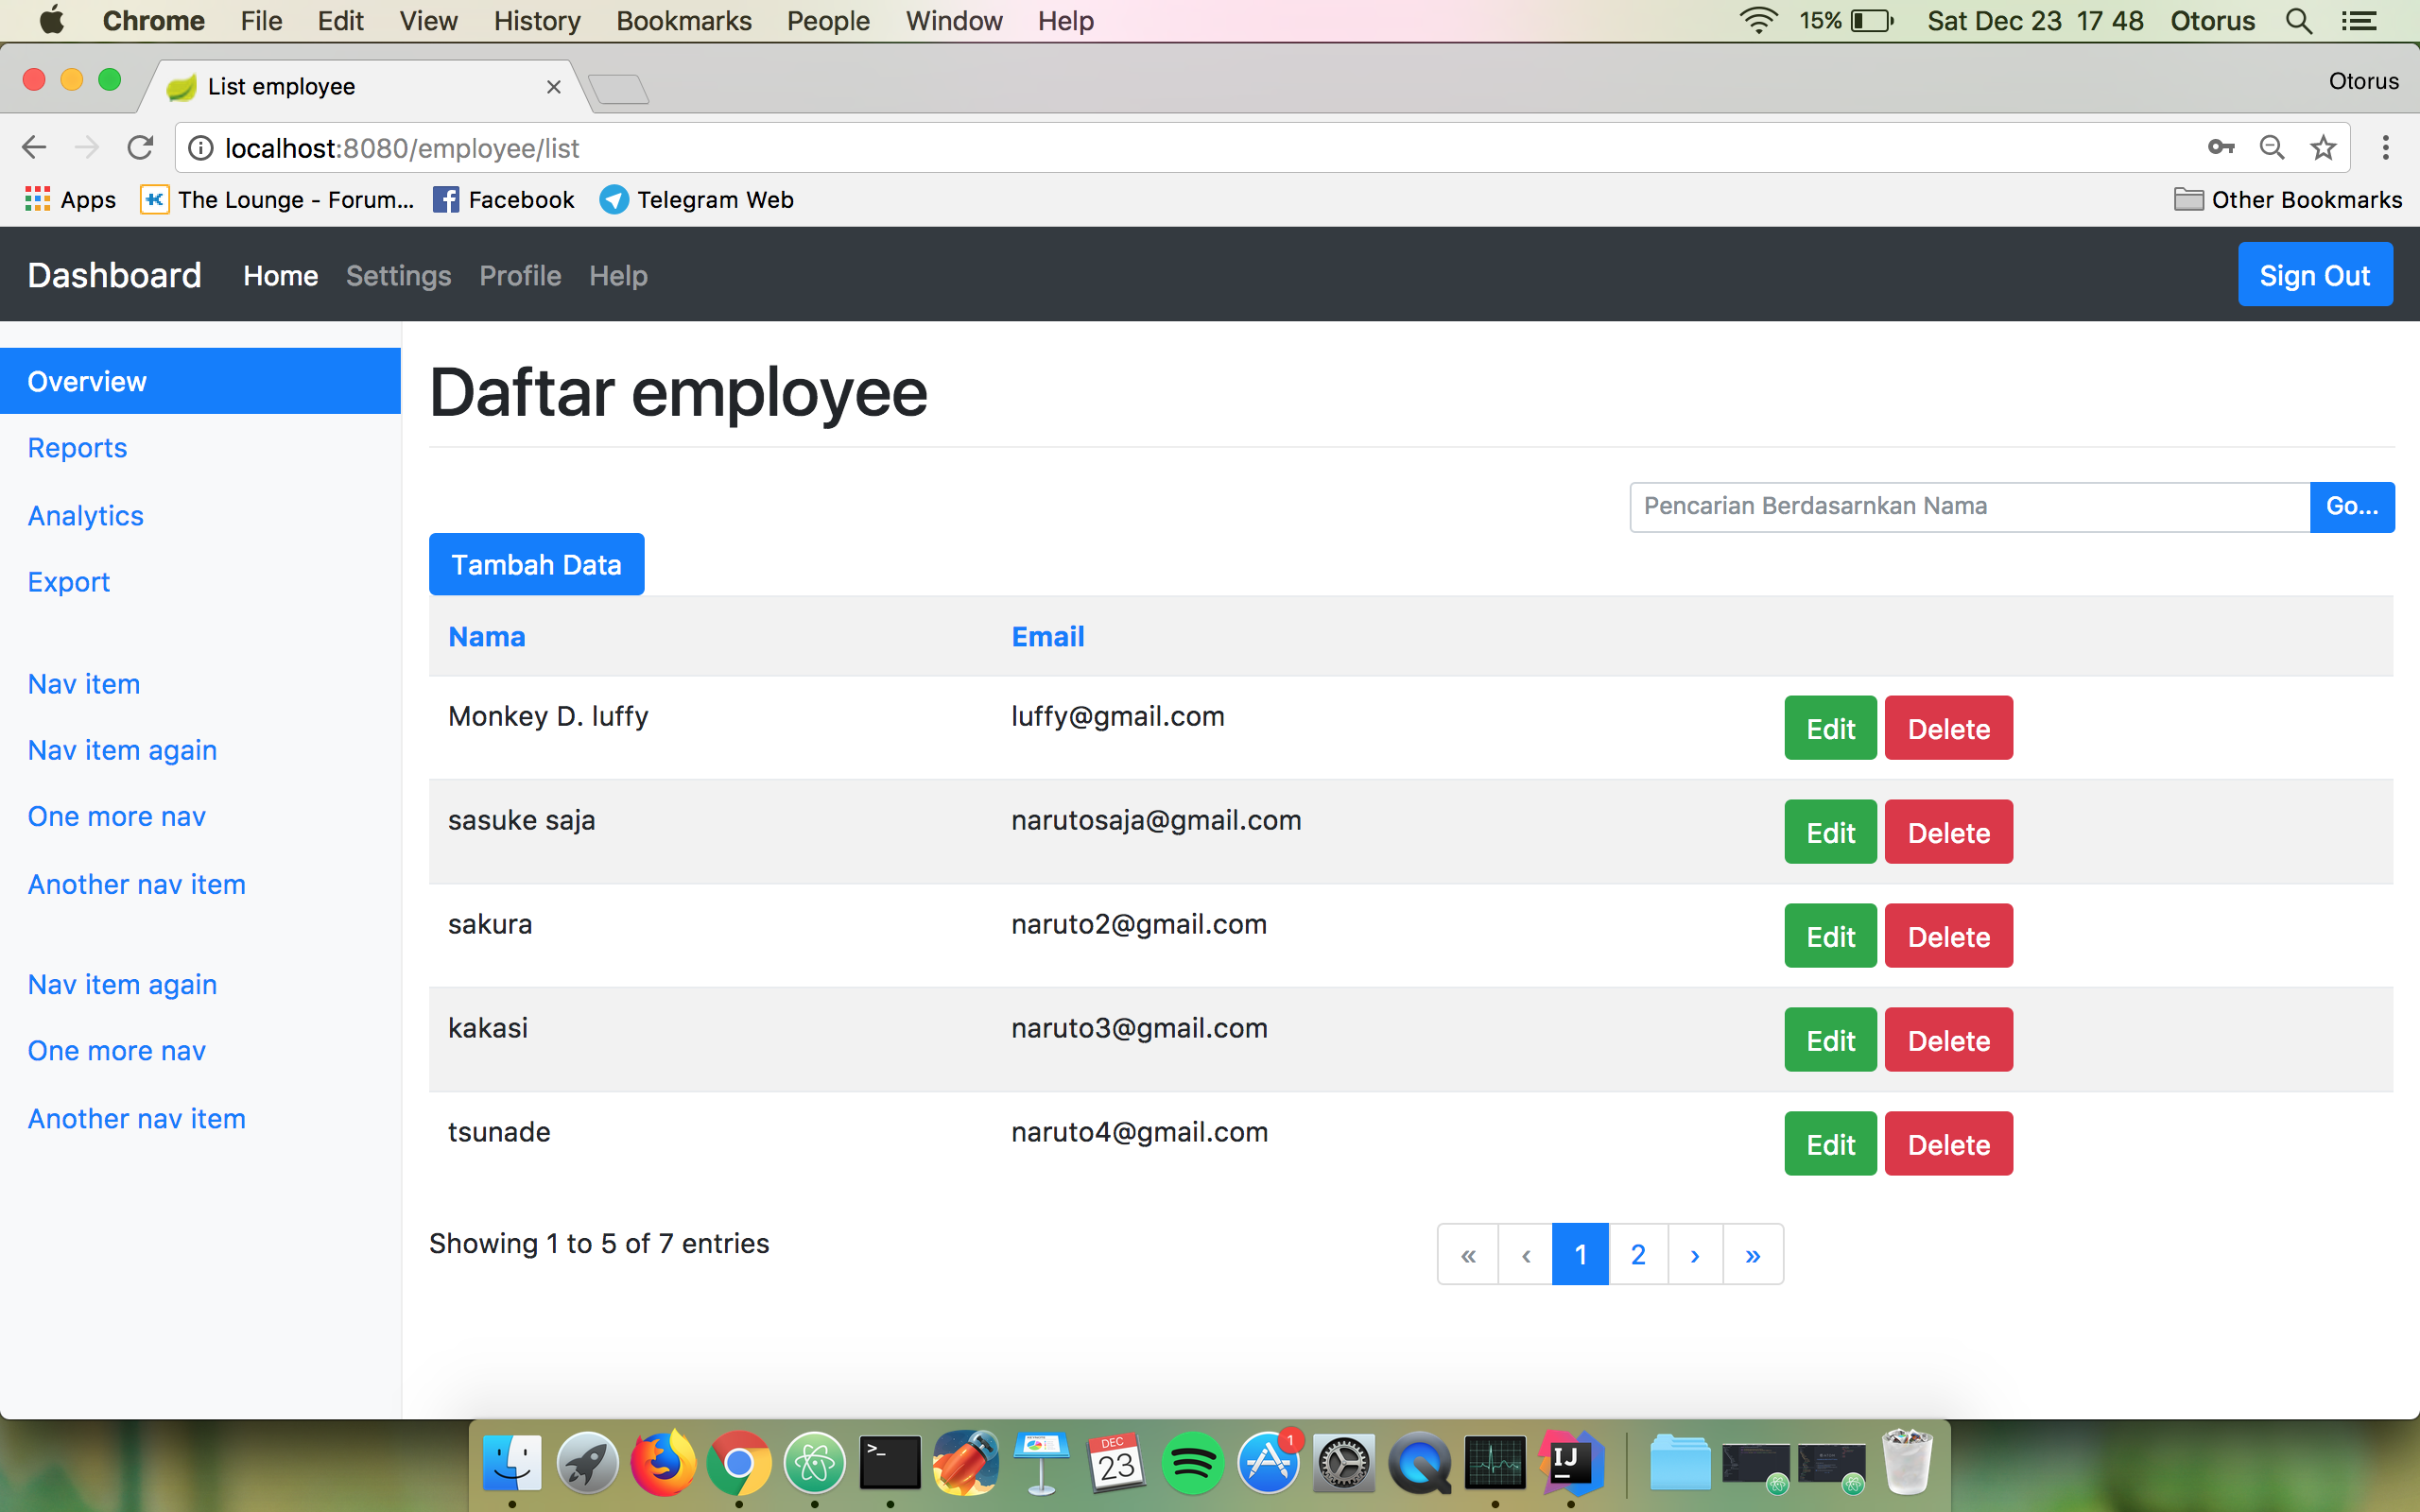 Chrome File Edit View History Bookmarks People Window Help 15% Sat Dec 23 17 48 Otorus
List employee Otorus
localhost:8080/employee/list
Apps The Lounge - Forum... Facebook Telegram Web Other Bookmarks
Dashboard Home Settings Profile Help Sign Out
Overview
Reports
Analytics
Export
Nav item
Nav item again
One more nav
Another nav item
Nav item again
One more nav
Another nav item
Daftar employee
Pencarian Berdasarnkan Nama Go...
Tambah Data
Nama Email
Monkey D. luffy luffy@gmail.com Edit Delete
sasuke saja narutosaja@gmail.com Edit Delete
sakura naruto2@gmail.com Edit Delete
kakasi naruto3@gmail.com Edit Delete
tsunade naruto4@gmail.com Edit Delete
Showing 1 to 5 of 7 entries « ‹ 1 2 › »
>_ DEC 23 1 IJ